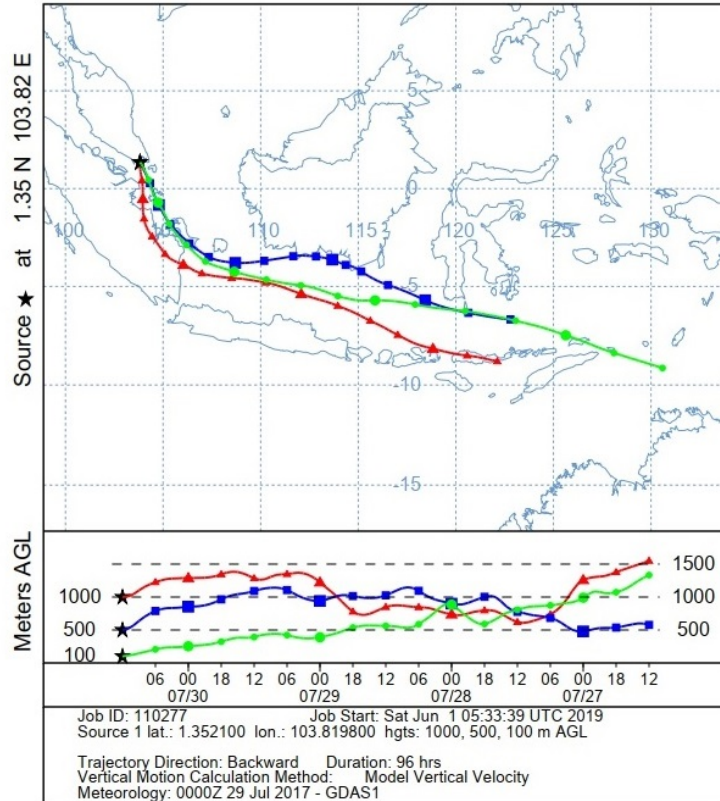 Source ★ at 1.35 N 103.82 E
5
0
100 105 110 115 120 125 130
-5
-10
-15
Meters AGL
1500
1000 1000
500 500
100
06 00 18 12 06 00 18 12 06 00 18 12 06 00 18 12
07/30 07/29 07/28 07/27
Job ID: 110277 Job Start: Sat Jun 1 05:33:39 UTC 2019
Source 1 lat.: 1.352100 lon.: 103.819800 hgts: 1000, 500, 100 m AGL
Trajectory Direction: Backward Duration: 96 hrs
Vertical Motion Calculation Method: Model Vertical Velocity
Meteorology: 0000Z 29 Jul 2017 - GDAS1